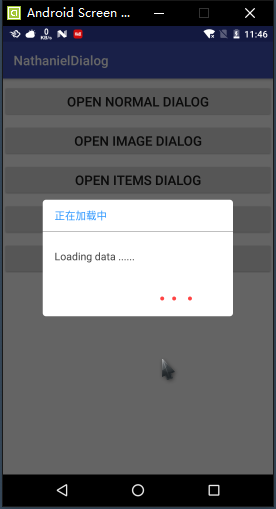 Android Screen ...
0
KB/s
11:46
NathanielDialog
OPEN NORMAL DIALOG
OPEN IMAGE DIALOG
OPEN ITEMS DIALOG
正在加载中
Loading data ......